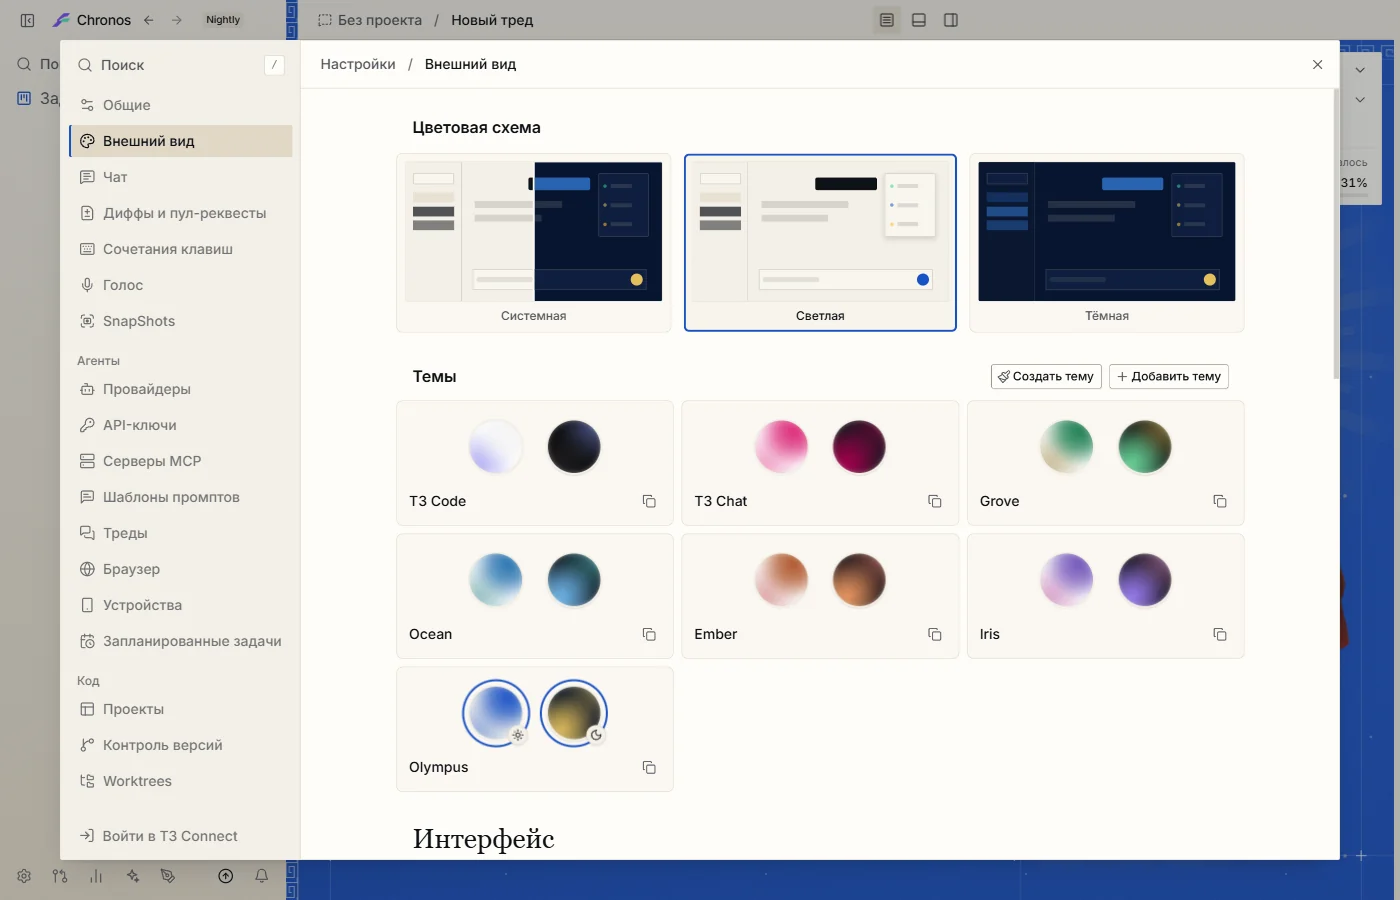 Chronos
Nightly
Без проекта / Новый тред
По
За
Поиск
/
Общие
Внешний вид
Чат
Диффы и пул-реквесты
Сочетания клавиш
Голос
SnapShots
Агенты
Провайдеры
API-ключи
Серверы MCP
Шаблоны промптов
Треды
Браузер
Устройства
Запланированные задачи
Код
Проекты
Контроль версий
Worktrees
Войти в T3 Connect
Настройки / Внешний вид
Цветовая схема
Системная
Светлая
Тёмная
Темы
Создать тему
Добавить тему
T3 Code
T3 Chat
Grove
Ocean
Ember
Iris
Olympus
Интерфейс
алось
31%